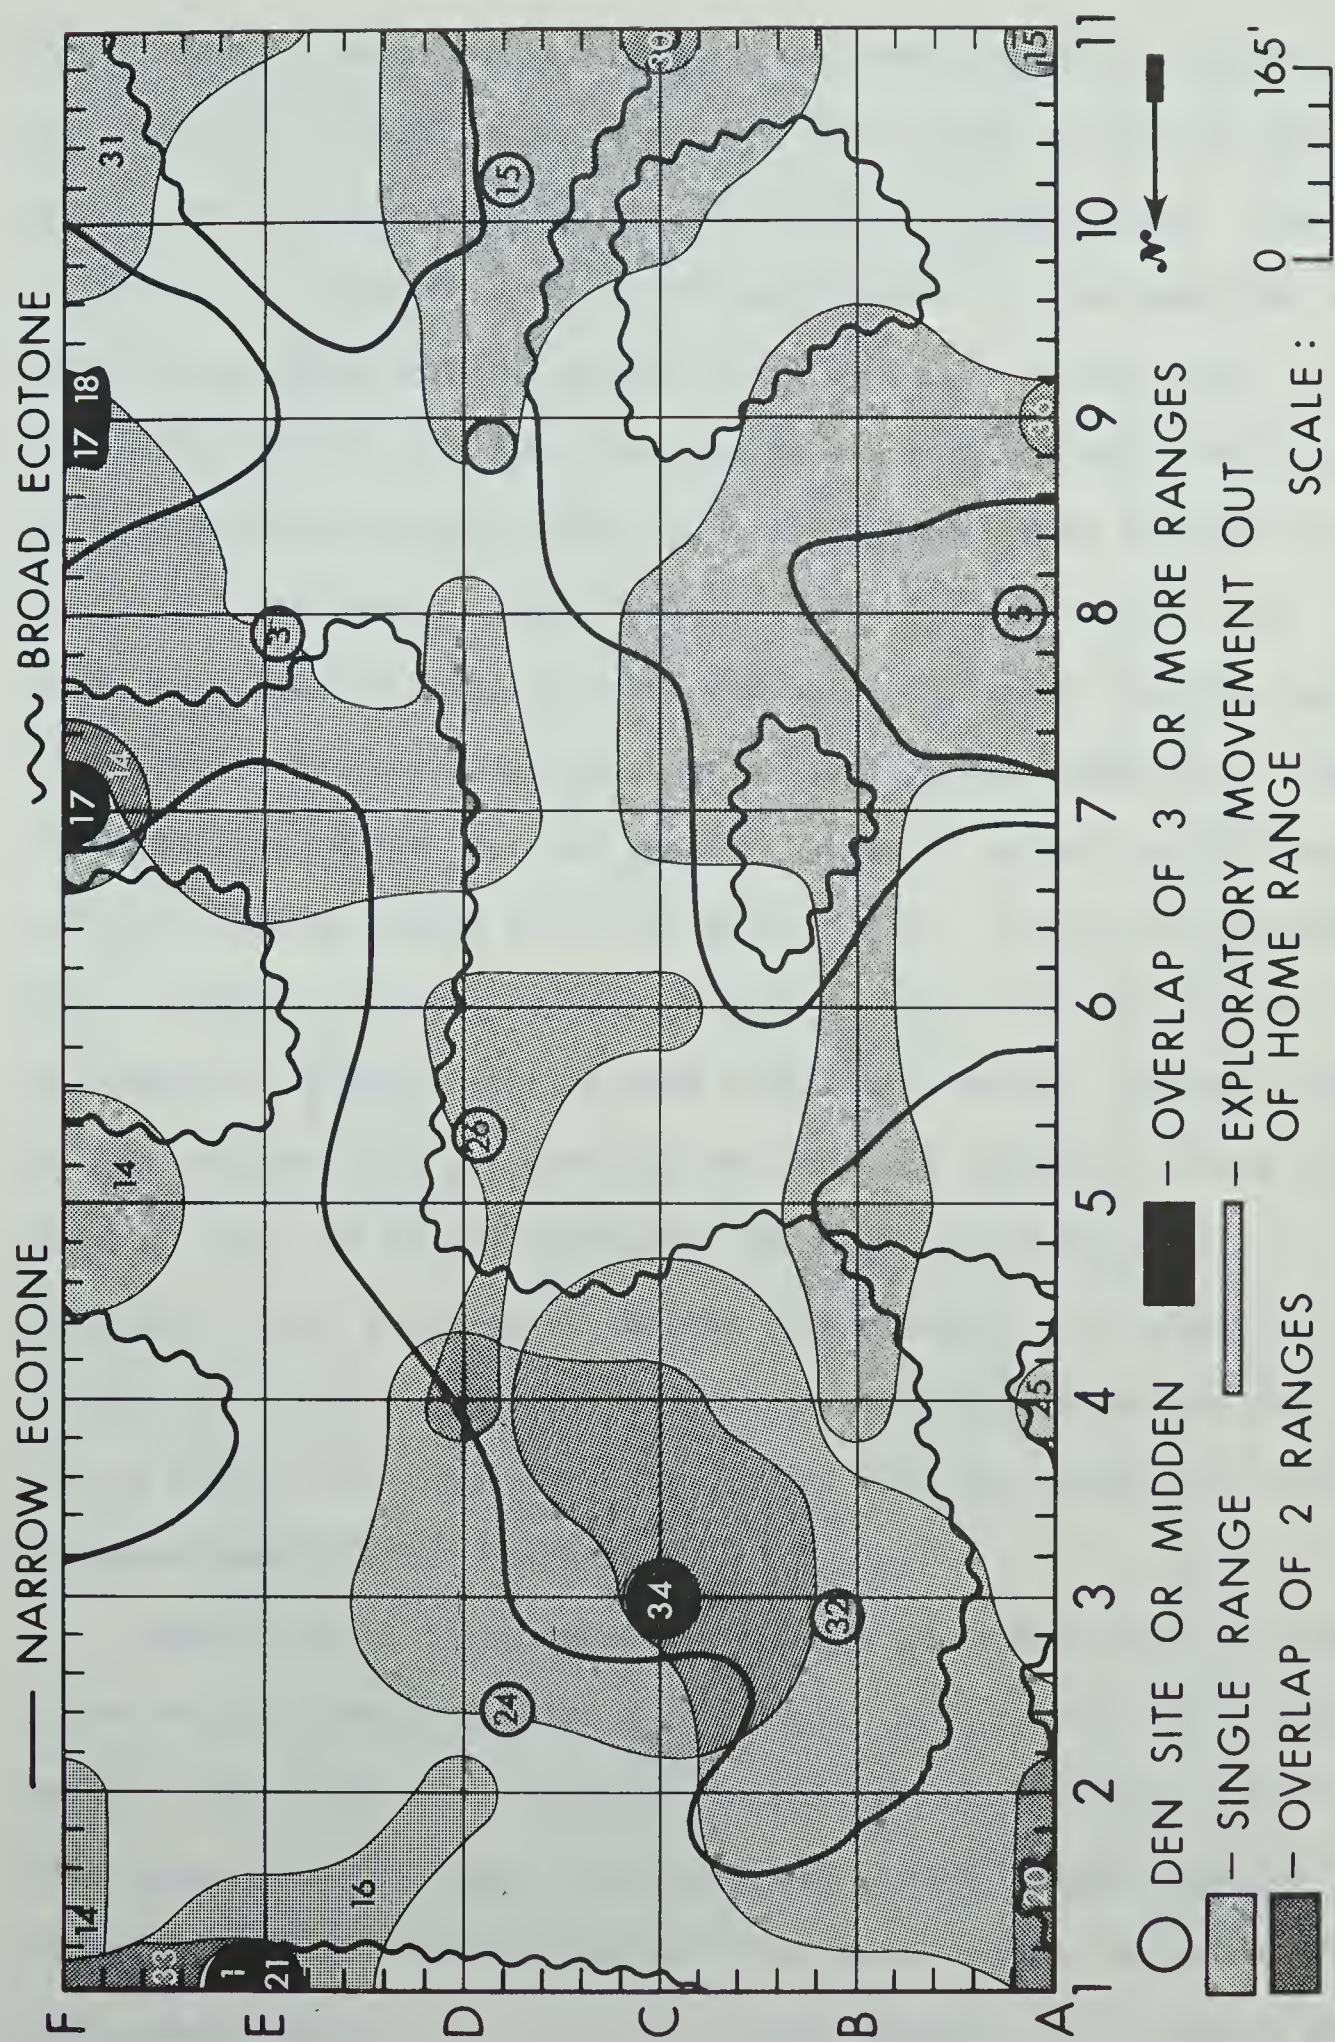 NARROW ECOTONE
BROAD ECOTONE
F
E
D
C
B
A
1
2
3
4
5
6
7
8
9
10
11
14
33
1
21
16
14
17
14
17 18
31
3
24
26
15
34
32
5
15
20
N
○ DEN SITE OR MIDDEN
– SINGLE RANGE
– OVERLAP OF 2 RANGES
– OVERLAP OF 3 OR MORE RANGES
– EXPLORATORY MOVEMENT OUT
OF HOME RANGE
SCALE :
0 165'